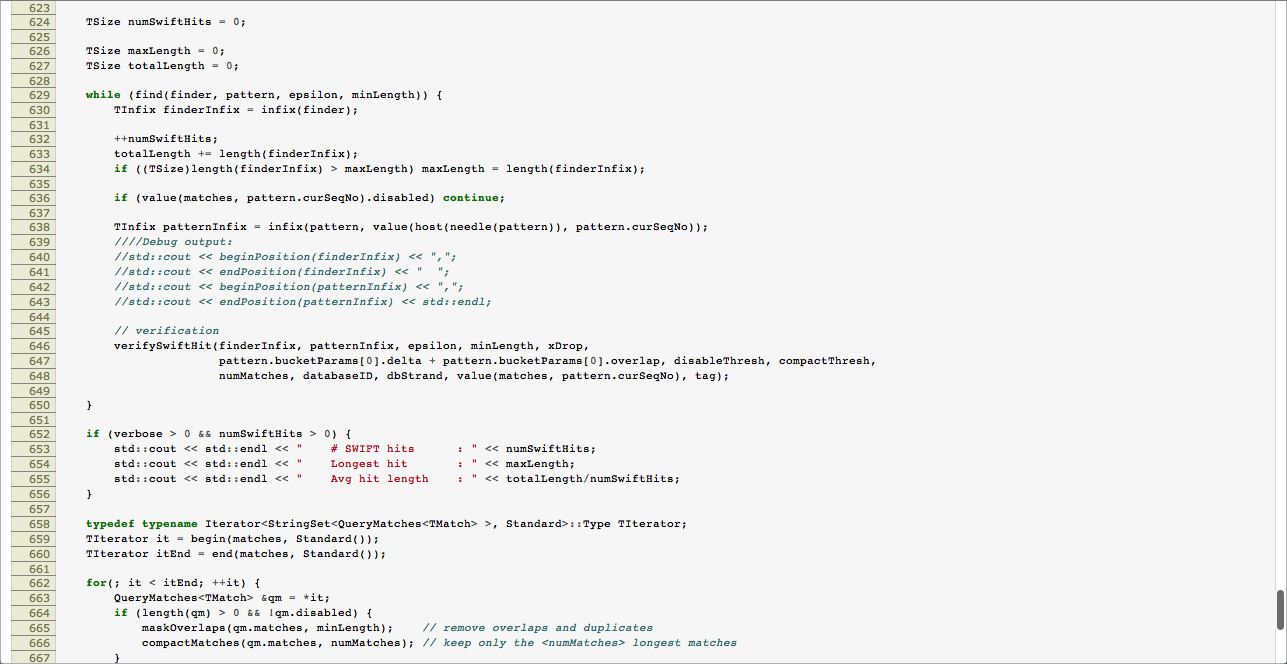 623
624 TSize numSwiftHits = 0;
625
626 TSize maxLength = 0;
627 TSize totalLength = 0;
628
629 while (find(finder, pattern, epsilon, minLength)) {
630 TInfix finderInfix = infix(finder);
631
632 ++numSwiftHits;
633 totalLength += length(finderInfix);
634 if ((TSize)length(finderInfix) > maxLength) maxLength = length(finderInfix);
635
636 if (value(matches, pattern.curSeqNo).disabled) continue;
637
638 TInfix patternInfix = infix(pattern, value(host(needle(pattern)), pattern.curSeqNo));
639 ////Debug output:
640 //std::cout << beginPosition(finderInfix) << ",";
641 //std::cout << endPosition(finderInfix) << "  ";
642 //std::cout << beginPosition(patternInfix) << ",";
643 //std::cout << endPosition(patternInfix) << std::endl;
644
645 // verification
646 verifySwiftHit(finderInfix, patternInfix, epsilon, minLength, xDrop,
647 pattern.bucketParams[0].delta + pattern.bucketParams[0].overlap, disableThresh, compactThresh,
648 numMatches, databaseID, dbStrand, value(matches, pattern.curSeqNo), tag);
649
650 }
651
652 if (verbose > 0 && numSwiftHits > 0) {
653 std::cout << std::endl << "    # SWIFT hits      : " << numSwiftHits;
654 std::cout << std::endl << "    Longest hit       : " << maxLength;
655 std::cout << std::endl << "    Avg hit length    : " << totalLength/numSwiftHits;
656 }
657
658 typedef typename Iterator<StringSet<QueryMatches<TMatch> >, Standard>::Type TIterator;
659 TIterator it = begin(matches, Standard());
660 TIterator itEnd = end(matches, Standard());
661
662 for(; it < itEnd; ++it) {
663 QueryMatches<TMatch> &qm = *it;
664 if (length(qm) > 0 && !qm.disabled) {
665 maskOverlaps(qm.matches, minLength);    // remove overlaps and duplicates
666 compactMatches(qm.matches, numMatches); // keep only the <numMatches> longest matches
667 }